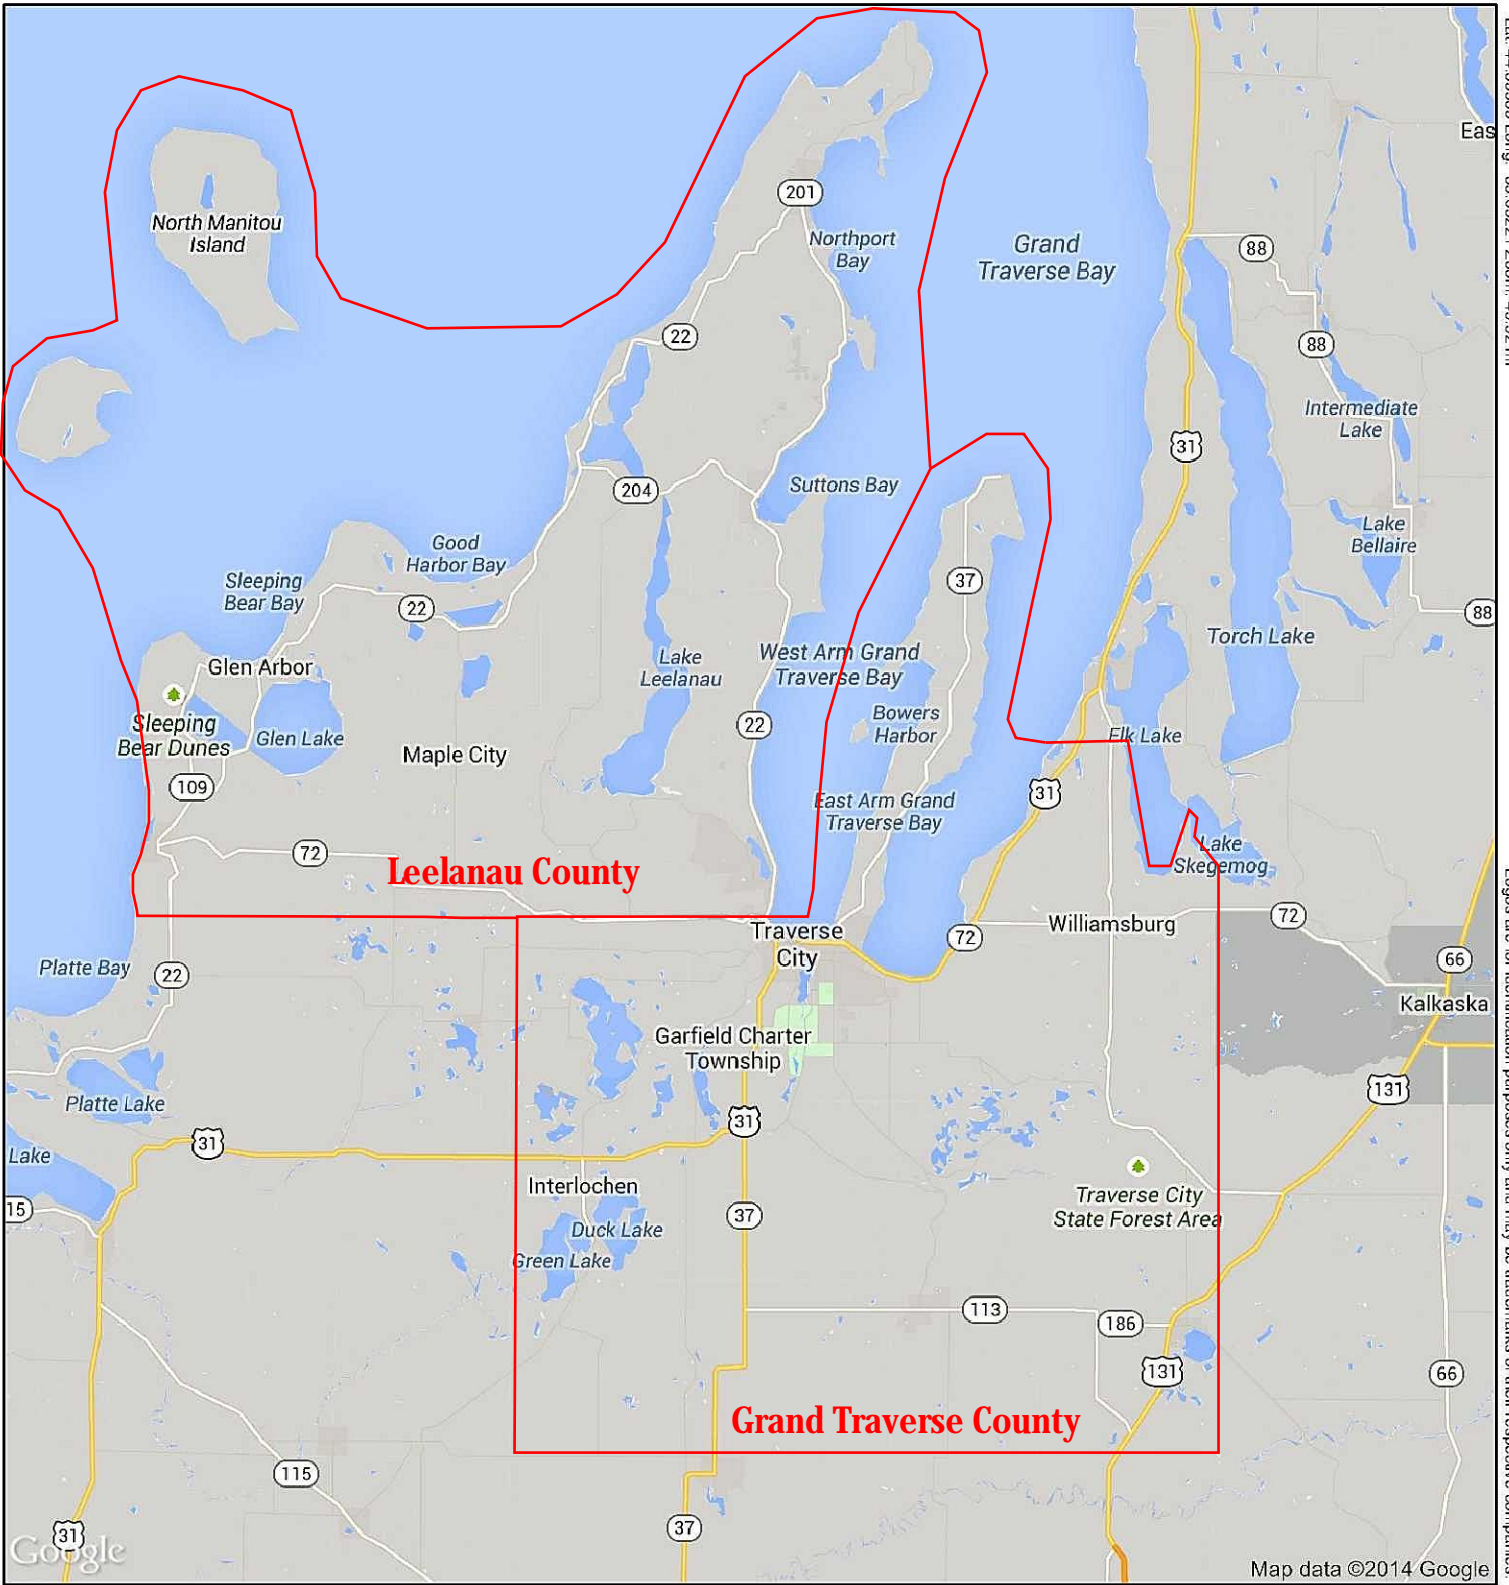 Eas
North Manitou
Island
201
Northport
Bay
Grand
Traverse Bay
88
22
88
Intermediate
Lake
31
204
Suttons Bay
Good
Harbor Bay
Lake
Bellaire
Sleeping
Bear Bay
37
22
88
Torch Lake
Glen Arbor
Lake
Leelanau
West Arm Grand
Traverse Bay
Sleeping
Bear Dunes
Glen Lake
22
Bowers
Harbor
Elk Lake
Maple City
109
31
East Arm Grand
Traverse Bay
72
Leelanau County
Lake
Skegemog
72
Williamsburg
Traverse
City
72
66
Platte Bay
22
Kalkaska
Garfield Charter
Township
131
Platte Lake
31
31
Lake
Interlochen
Traverse City
State Forest Area
15
37
Duck Lake
Green Lake
113
186
131
66
Grand Traverse County
115
37
31
Google
Map data ©2014 Google